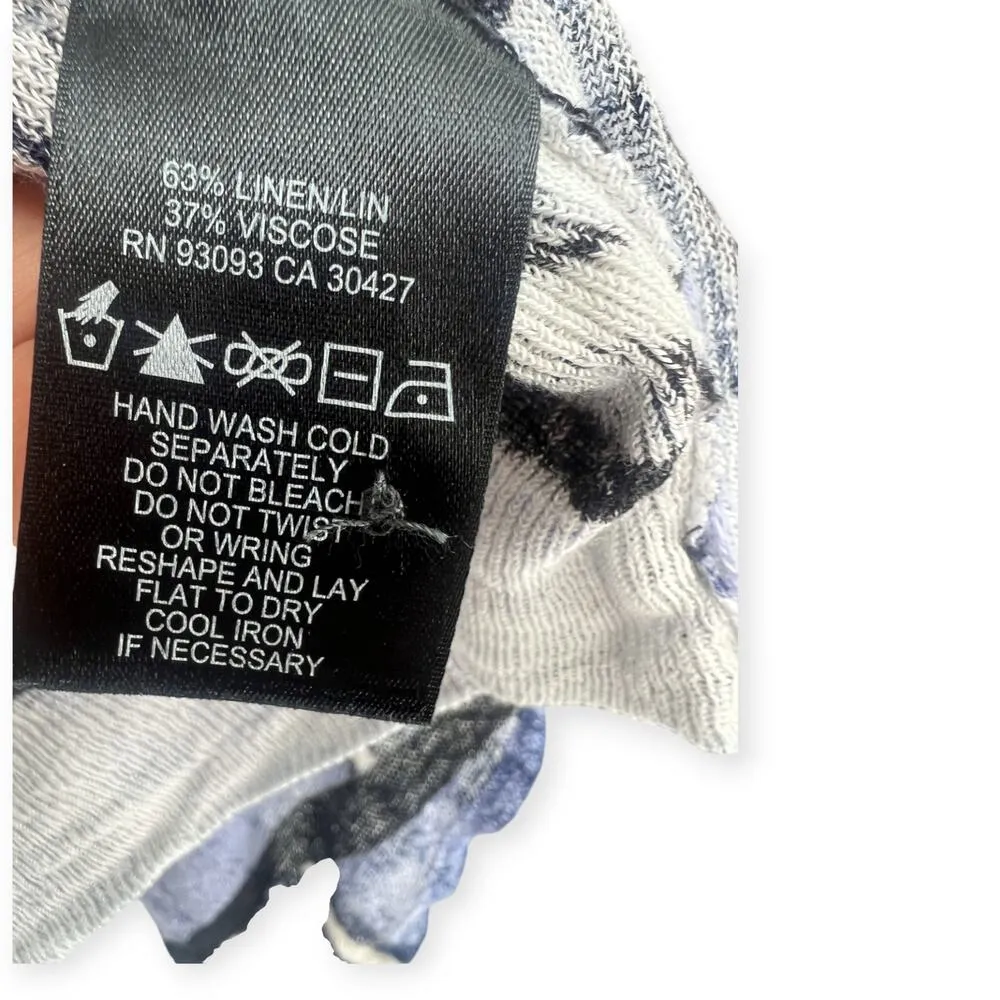 63% LINEN/LIN
37% VISCOSE
RN 93093 CA 30427
HAND WASH COLD
SEPARATELY
DO NOT BLEACH
DO NOT TWIST
OR WRING
RESHAPE AND LAY
FLAT TO DRY
COOL IRON
IF NECESSARY